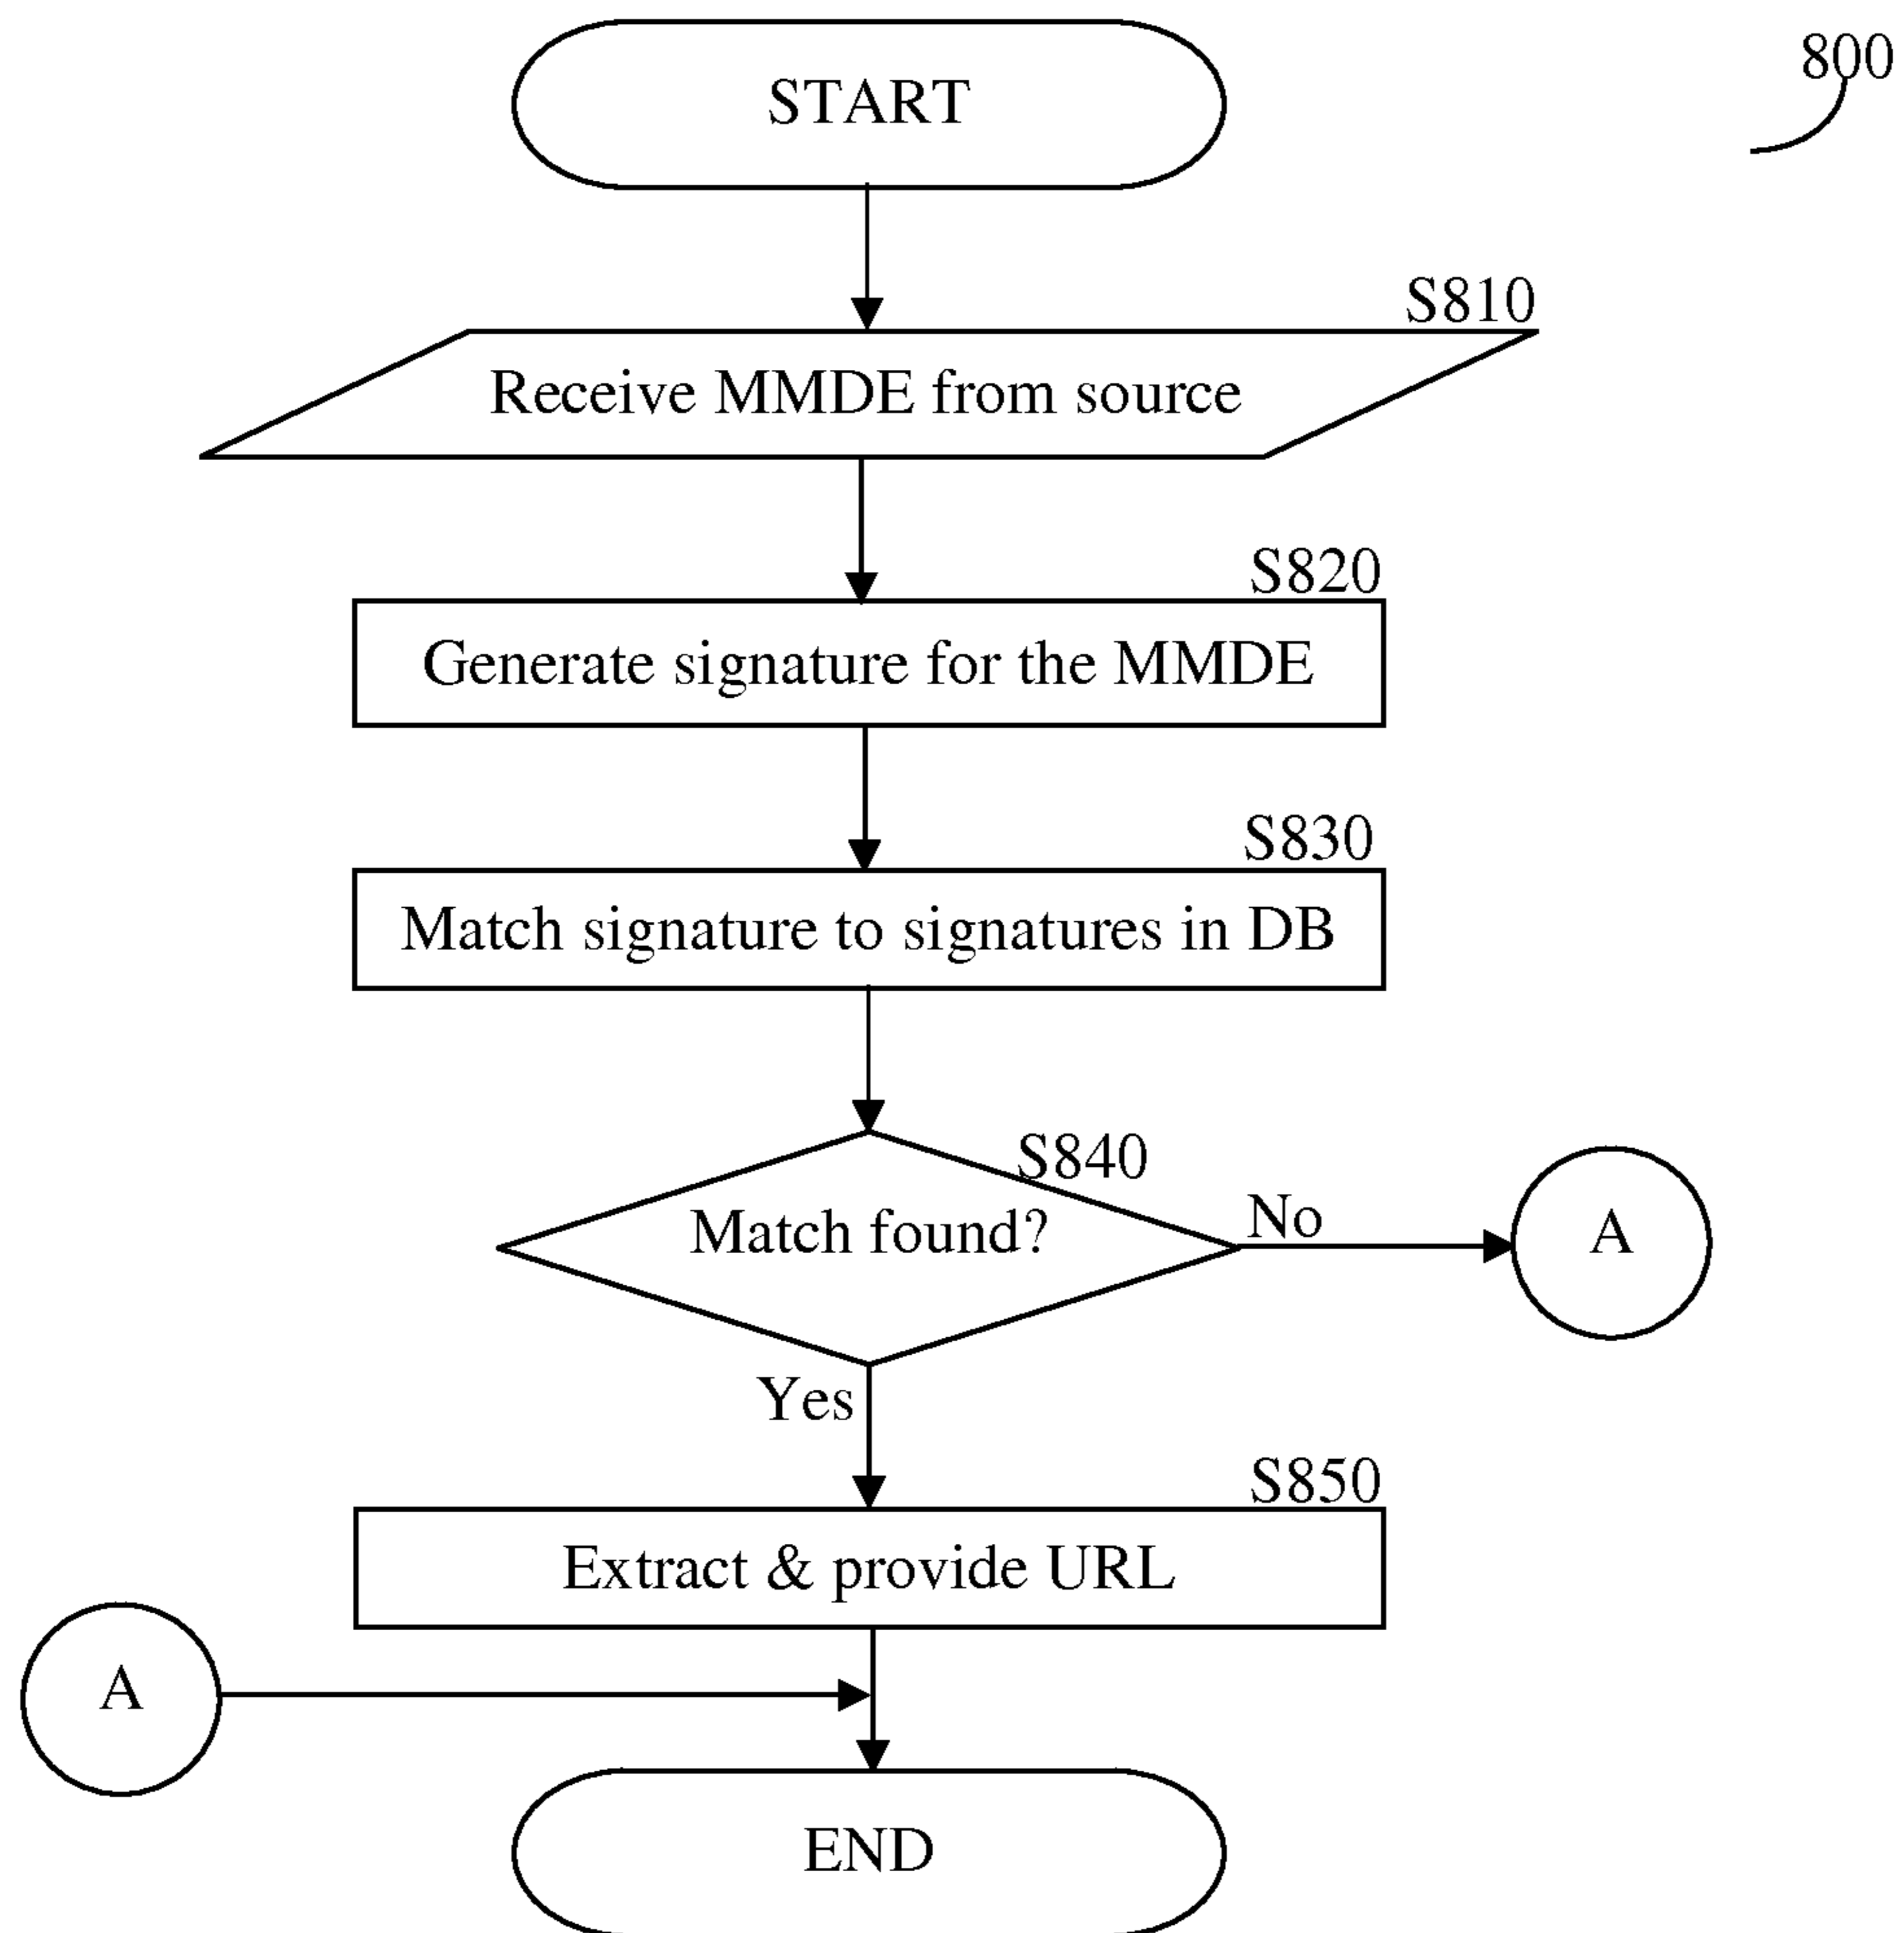 START
800
S810
Receive MMDE from source
S820
Generate signature for the MMDE
S830
Match signature to signatures in DB
S840
Match found?
No
A
Yes
S850
Extract & provide URL
A
END